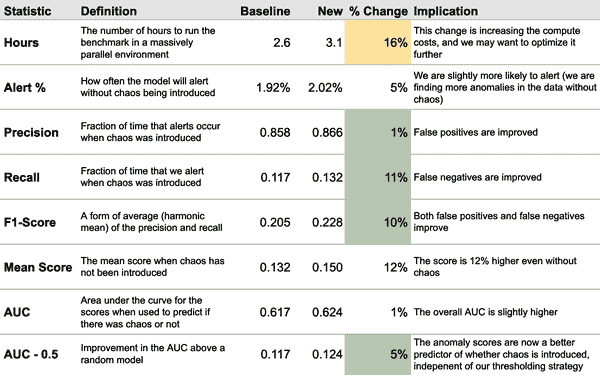 Statistic Definition Baseline New % Change Implication
Hours The number of hours to run the benchmark in a massively parallel environment 2.6 3.1 16% This change is increasing the compute costs, and we may want to optimize it further
Alert % How often the model will alert without chaos being introduced 1.92% 2.02% 5% We are slightly more likely to alert (we are finding more anomalies in the data without chaos)
Precision Fraction of time that alerts occur when chaos was introduced 0.858 0.866 1% False positives are improved
Recall Fraction of time that we alert when chaos was introduced 0.117 0.132 11% False negatives are improved
F1-Score A form of average (harmonic mean) of the precision and recall 0.205 0.228 10% Both false positives and false negatives improve
Mean Score The mean score when chaos has not been introduced 0.132 0.150 12% The score is 12% higher even without chaos
AUC Area under the curve for the scores when used to predict if there was chaos or not 0.617 0.624 1% The overall AUC is slightly higher
AUC - 0.5 Improvement in the AUC above a random model 0.117 0.124 5% The anomaly scores are now a better predictor of whether chaos is introduced, indepenent of our thresholding strategy